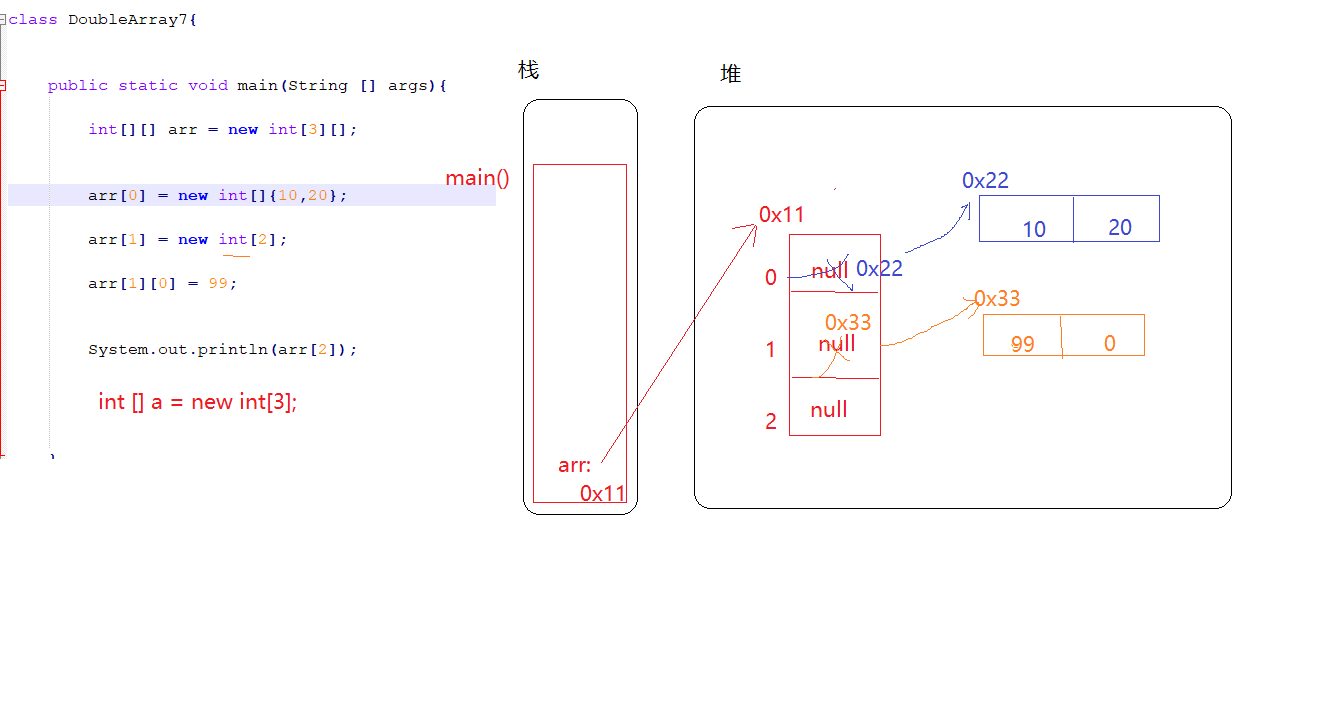 class DoubleArray7{
public static void main(String [] args){
int[][] arr = new int[3][];
arr[0] = new int[]{10,20};
arr[1] = new int[2];
arr[1][0] = 99;
System.out.println(arr[2]);
int [] a = new int[3];
栈
main()
arr:
0x11
堆
0x11
0
null
0x22
1
0x33
null
2
null
0x22
10
20
0x33
99
0